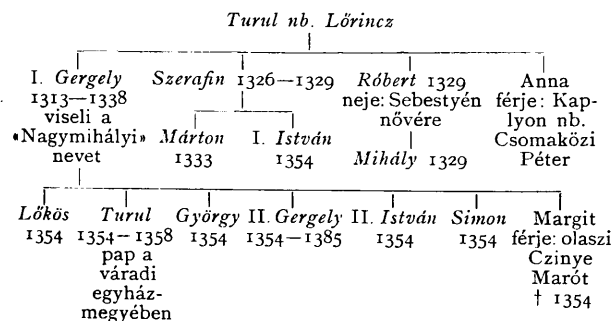 Turul nb. Lőrincz
I. Gergely Szerafin 1326—1329 Róbert 1329 Anna
1313—1338 neje: Sebestyén férje: Kap-
viseli a nővére lyon nb.
«Nagymihályi» Márton I. István Csomaközi
nevet 1333 1354 Mihály 1329 Péter
Lőkös Turul György II. Gergely II. István Simon Margit
1354 1354—1358 1354 1354—1385 1354 1354 férje: olaszi
pap a Czinye
váradi Marót
egyház- † 1354
megyében